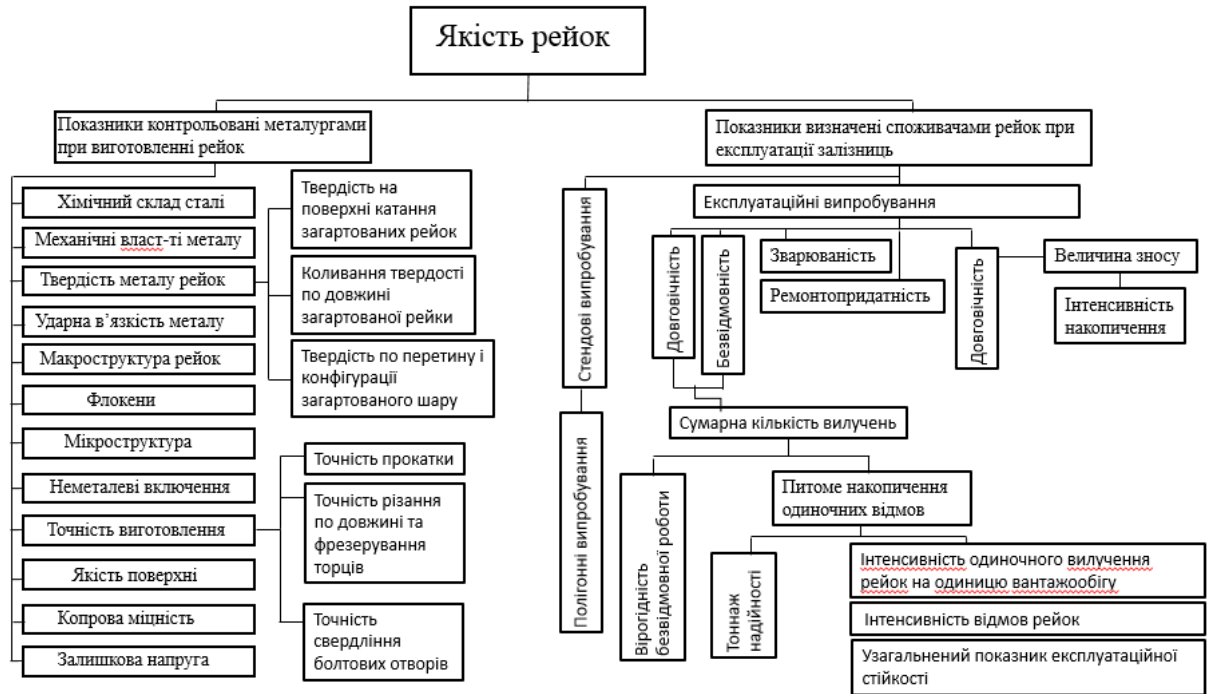 Якість рейок
Показники контрольовані металургами
при виготовленні рейок
Хімічний склад сталі
Механічні власт-ті металу
Твердість металу рейок
Ударна в’язкість металу
Макроструктура рейок
Флокени
Мікроструктура
Неметалеві включення
Точність виготовлення
Якість поверхні
Копрова міцність
Залишкова напруга
Твердість на
поверхні катання
загартованих рейок
Коливання твердості
по довжині
загартованої рейки
Твердість по перетину і
конфігурації
загартованого шару
Точність прокатки
Точність різання
по довжині та
фрезерування
торців
Точність
свердління
болтових отворів
Показники визначені споживачами рейок при
експлуатації залізниць
Стендові випробування
Полігонні випробування
Експлуатаційні випробування
Довговічність
Безвідмовність
Зварюваність
Ремонтопридатність
Довговічність
Величина зносу
Інтенсивність
накопичення
Сумарна кількість вилучень
Вірогідність
безвідмовної роботи
Питоме накопичення
одиночних відмов
Тоннаж
надійності
Інтенсивність одиночного вилучення
рейок на одиницю вантажообігу
Інтенсивність відмов рейок
Узагальнений показник експлуатаційної
стійкості